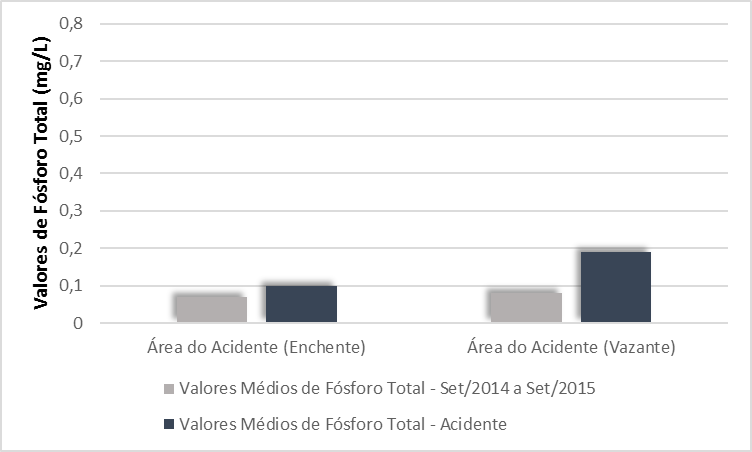 Valores de Fósforo Total (mg/L)
0,8
0,7
0,6
0,5
0,4
0,3
0,2
0,1
0
Área do Acidente (Enchente)
Área do Acidente (Vazante)
Valores Médios de Fósforo Total - Set/2014 a Set/2015
Valores Médios de Fósforo Total - Acidente